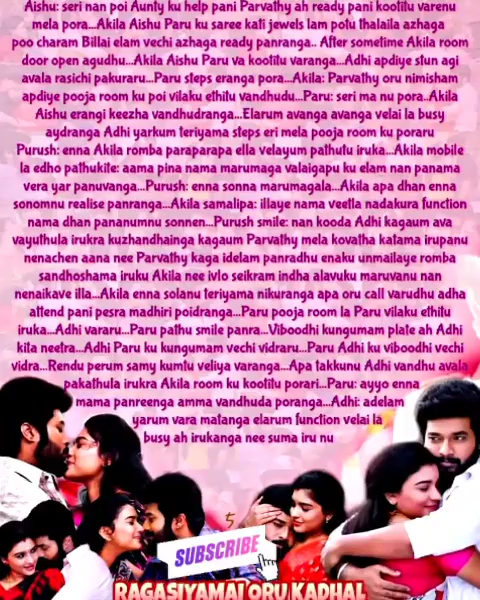 Aishu: seri nan poi Aunty ku help pani Parvathy ah ready pani kootitu varenu
mela pora...Akila Aishu Paru ku saree kati jewels lam potu thalaila azhaga
poo charam Billai elam vechi azhaga ready panranga.. After sometime Akila room
door open agudhu...Akila Aishu Paru va kootitu varanga...Adhi apdiye stun agi
avala rasichi pakuraru...Paru steps eranga pora...Akila: Parvathy oru nimisham
apdiye pooja room ku poi vilaku ethitu vandhudu...Paru: seri ma nu pora..Akila
Aishu erangi keezha vandhudranga...Elarum avanga avanga velai la busy
aydranga Adhi yarkum teriyama steps eri mela pooja room ku poraru
Purush: enna Akila romba paraparapa ella velayum pathutu iruka...Akila mobile
la edho pathukite: aama pina nama marumaga valaigapu ku elam nan panama
vera yar panuvanga...Purush: enna sonna marumagala...Akila apa dhan enna
sonomnu realise panranga...Akila samalipa: illaye nama veetla nadakura function
nama dhan pananumnu sonnen...Purush smile: nan kooda Adhi kagaum ava
vayuthula irukra kuzhandhainga kagaum Parvathy mela kovatha katama irupanu
nenachen aana nee Parvathy kaga idelam panradhu enaku unmailaye romba
sandhoshama iruku Akila nee ivlo seikram indha alavuku maruvanu nan
nenaikave illa...Akila enna solanu teriyama nikuranga apa oru call varudhu adha
attend pani pesra madhiri poidranga...Paru pooja room la Paru vilaku ethitu
iruka...Adhi vararu...Paru pathu smile panra...Viboodhi kungumam plate ah Adhi
kita neetra...Adhi Paru ku kungumam vechi vidraru...Paru Adhi ku viboodhi vechi
vidra...Rendu perum samy kumtu veliya varanga...Apa takkunu Adhi vandhu avala
pakathula irukra Akila room ku kootitu porari...Paru: ayyo enna
mama panreenga amma vandhuda poranga...Adhi: adelam
yarum vara matanga elarum function velai la
busy ah irukanga nee suma iru nu
5
SUBSCRIBE
RAGASIYAMAI ORU KADHAL